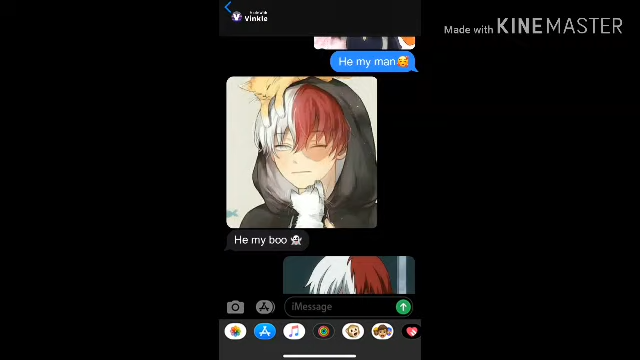 Made with KINEMASTER
Vinkle
He my man🥰
He my boo 👻
iMessage